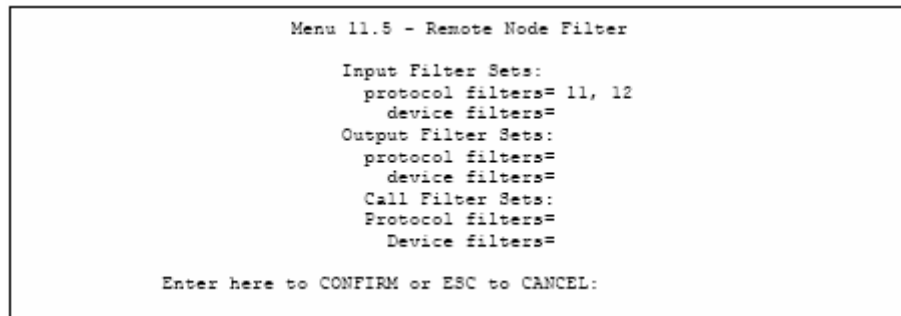 Menu 11.5 - Remote Node Filter
Input Filter Sets:
protocol filters= 11, 12
device filters=
Output Filter Sets:
protocol filters=
device filters=
Call Filter Sets:
Protocol filters=
Device filters=
Enter here to CONFIRM or ESC to CANCEL: